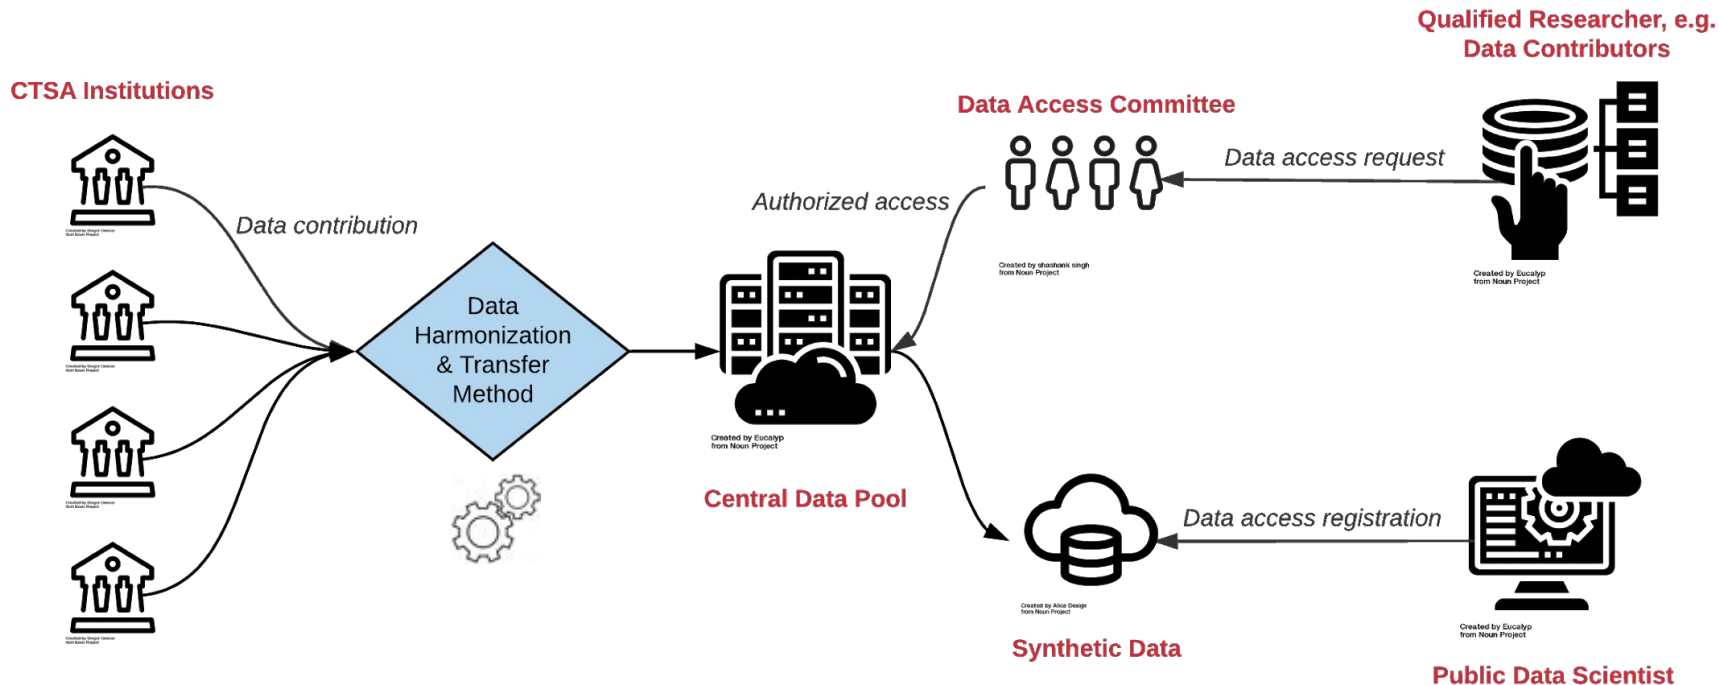 Qualified Researcher, e.g.
Data Contributors
CTSA Institutions
Data Access Committee
Data access request
Authorized access
Data contribution
Created by shashank singh
from Noun Project
Created by Eucalyp
from Noun Project
Data
Harmonization
& Transfer
Method
Created by Eucalyp
from Noun Project
Central Data Pool
Data access registration
Created by Alice Design
from Noun Project
Synthetic Data
Created by Eucalyp
from Noun Project
Public Data Scientist